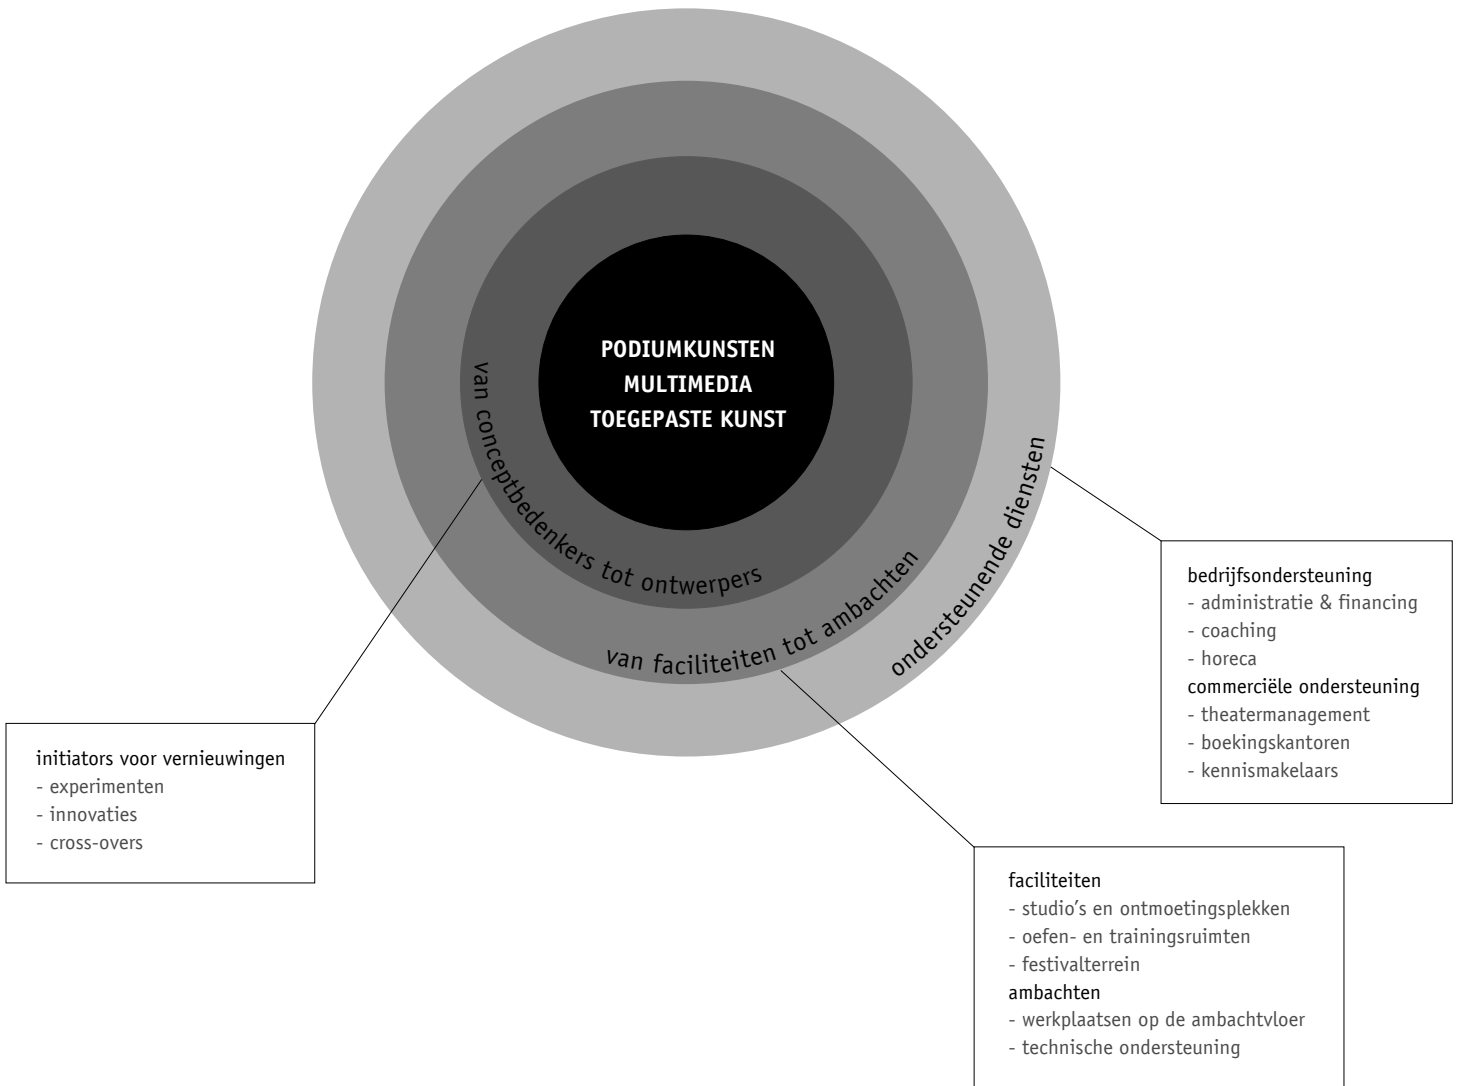 PODIUMKUNSTEN
MULTIMEDIA
TOEGEPASTE KUNST
van conceptbedenkers tot ontwerpers
van faciliteiten tot ambachten
ondersteunende diensten
initiators voor vernieuwingen
- experimenten
- innovaties
- cross-overs
bedrijfsondersteuning
- administratie & financing
- coaching
- horeca
commerciële ondersteuning
- theatermanagement
- boekingskantoren
- kennismakelaars
faciliteiten
- studio’s en ontmoetingsplekken
- oefen- en trainingsruimten
- festivalterrein
ambachten
- werkplaatsen op de ambachtvloer
- technische ondersteuning